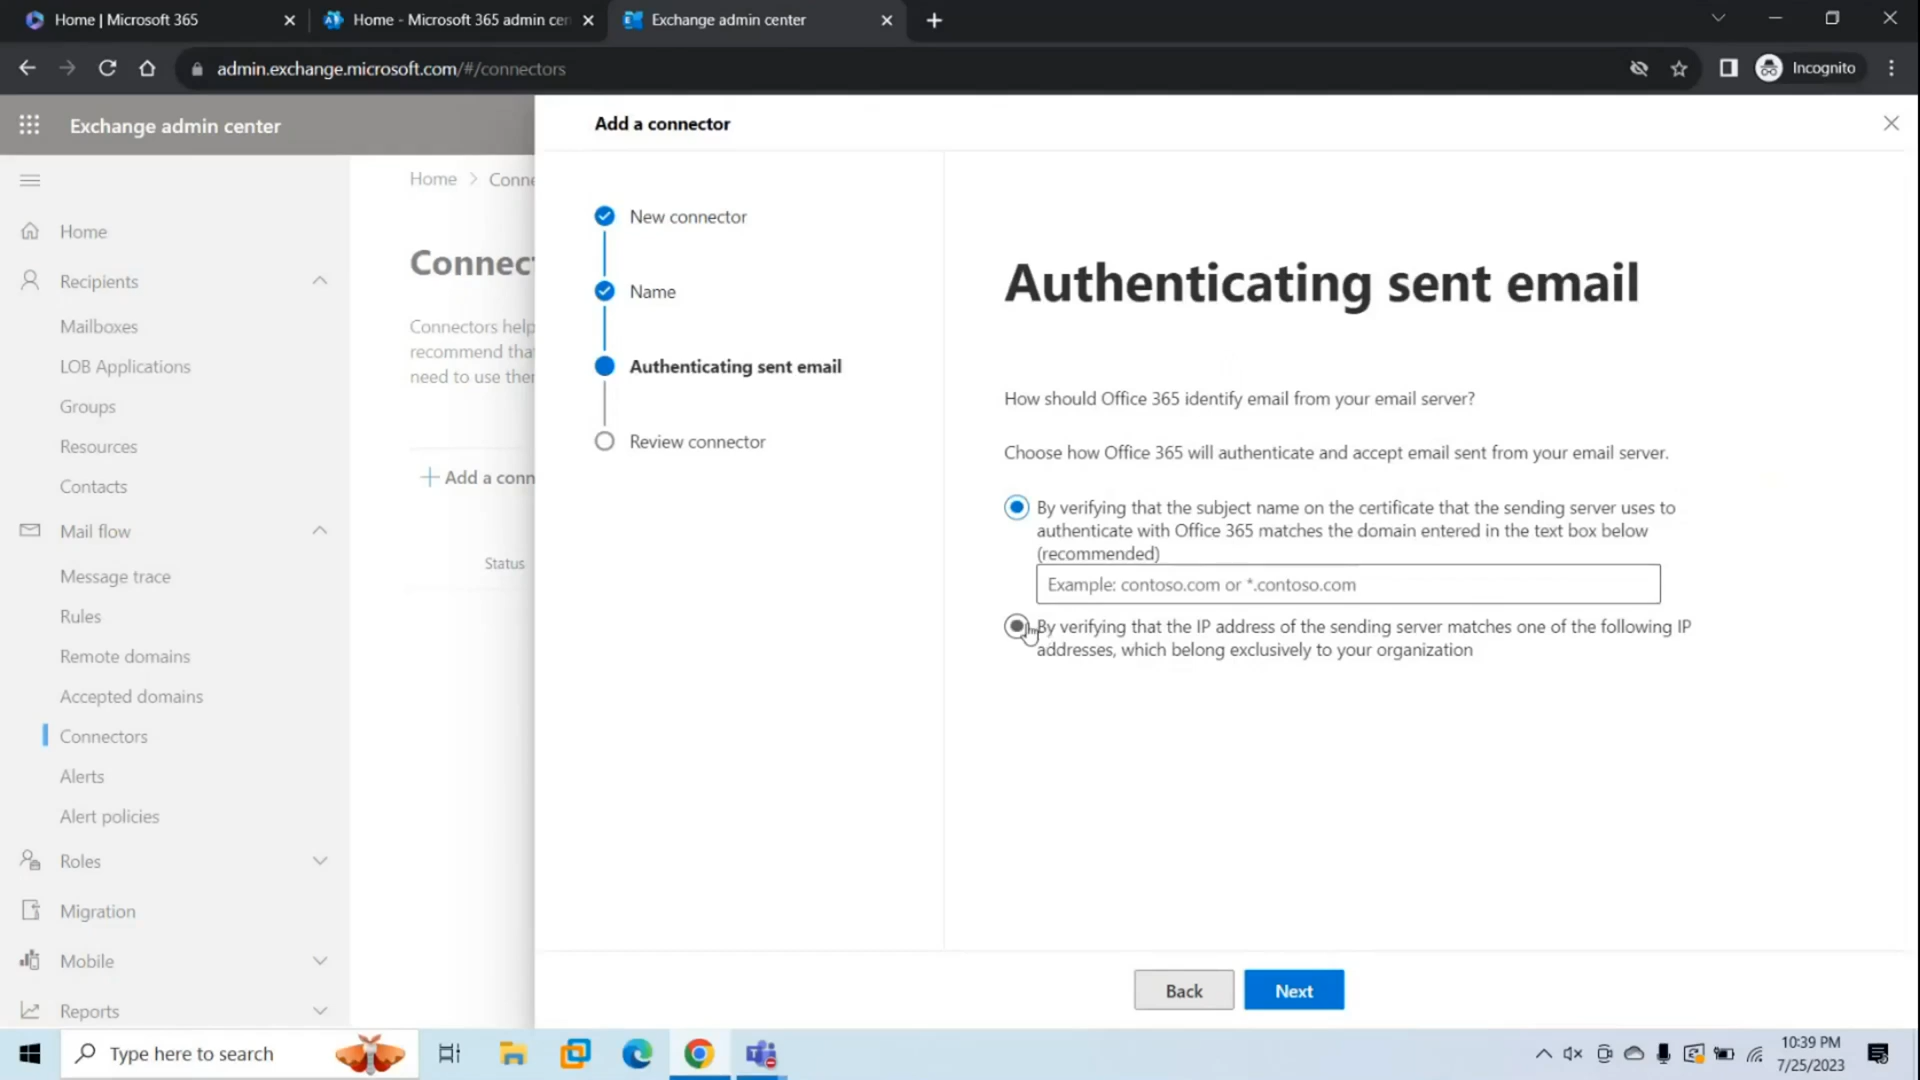 Home | Microsoft 365
Home - Microsoft 365 admin cen
Exchange admin center
admin.exchange.microsoft.com/#/connectors
Incognito
Exchange admin center
Add a connector
Home > Conne
Connec
Connectors help
recommend tha
need to use ther
+ Add a conn
Status
Home
Recipients
Mailboxes
LOB Applications
Groups
Resources
Contacts
Mail flow
Message trace
Rules
Remote domains
Accepted domains
Connectors
Alerts
Alert policies
Roles
Migration
Mobile
Reports
New connector
Name
Authenticating sent email
Review connector
Authenticating sent email
How should Office 365 identify email from your email server?
Choose how Office 365 will authenticate and accept email sent from your email server.
By verifying that the subject name on the certificate that the sending server uses to
authenticate with Office 365 matches the domain entered in the text box below
(recommended)
Example: contoso.com or *.contoso.com
By verifying that the IP address of the sending server matches one of the following IP
addresses, which belong exclusively to your organization
Back
Next
Type here to search
10:39 PM
7/25/2023